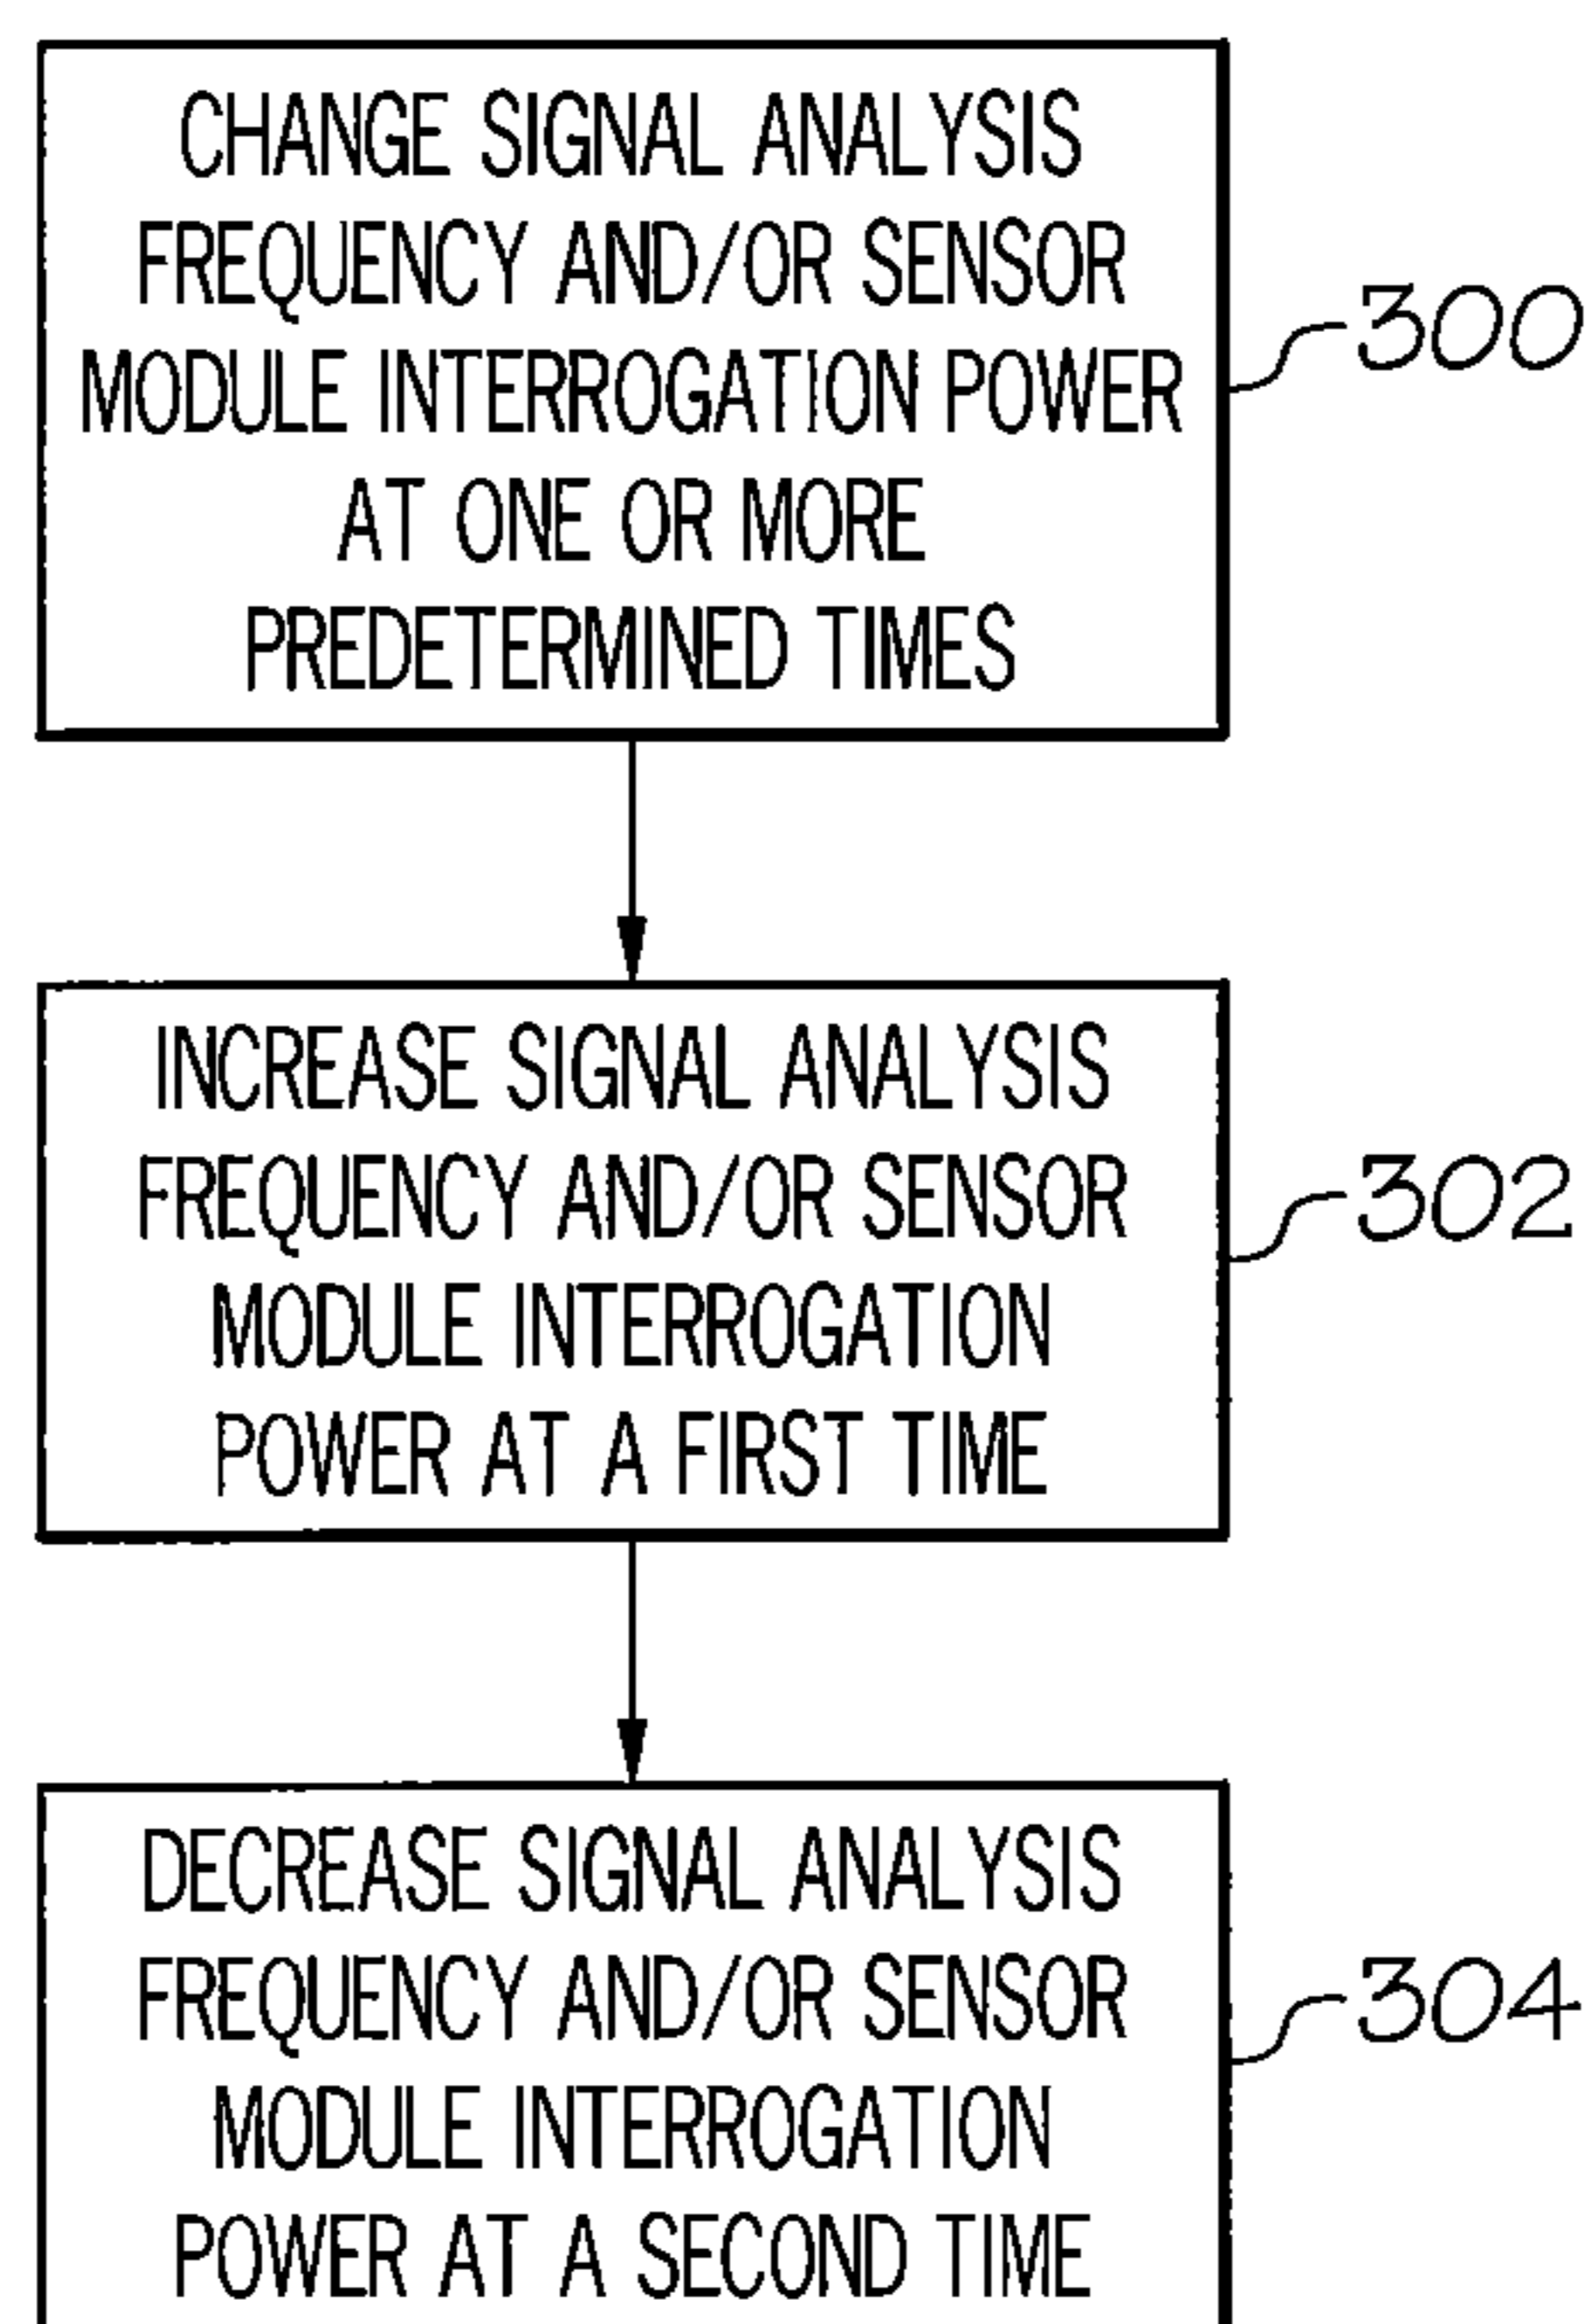 CHANGE SIGNAL ANALYSIS
FREQUENCY AND/OR SENSOR
MODULE INTERROGATION POWER
AT ONE OR MORE
PREDETERMINED TIMES
300
INCREASE SIGNAL ANALYSIS
FREQUENCY AND/OR SENSOR
MODULE INTERROGATION
POWER AT A FIRST TIME
302
DECREASE SIGNAL ANALYSIS
FREQUENCY AND/OR SENSOR
MODULE INTERROGATION
POWER AT A SECOND TIME
304